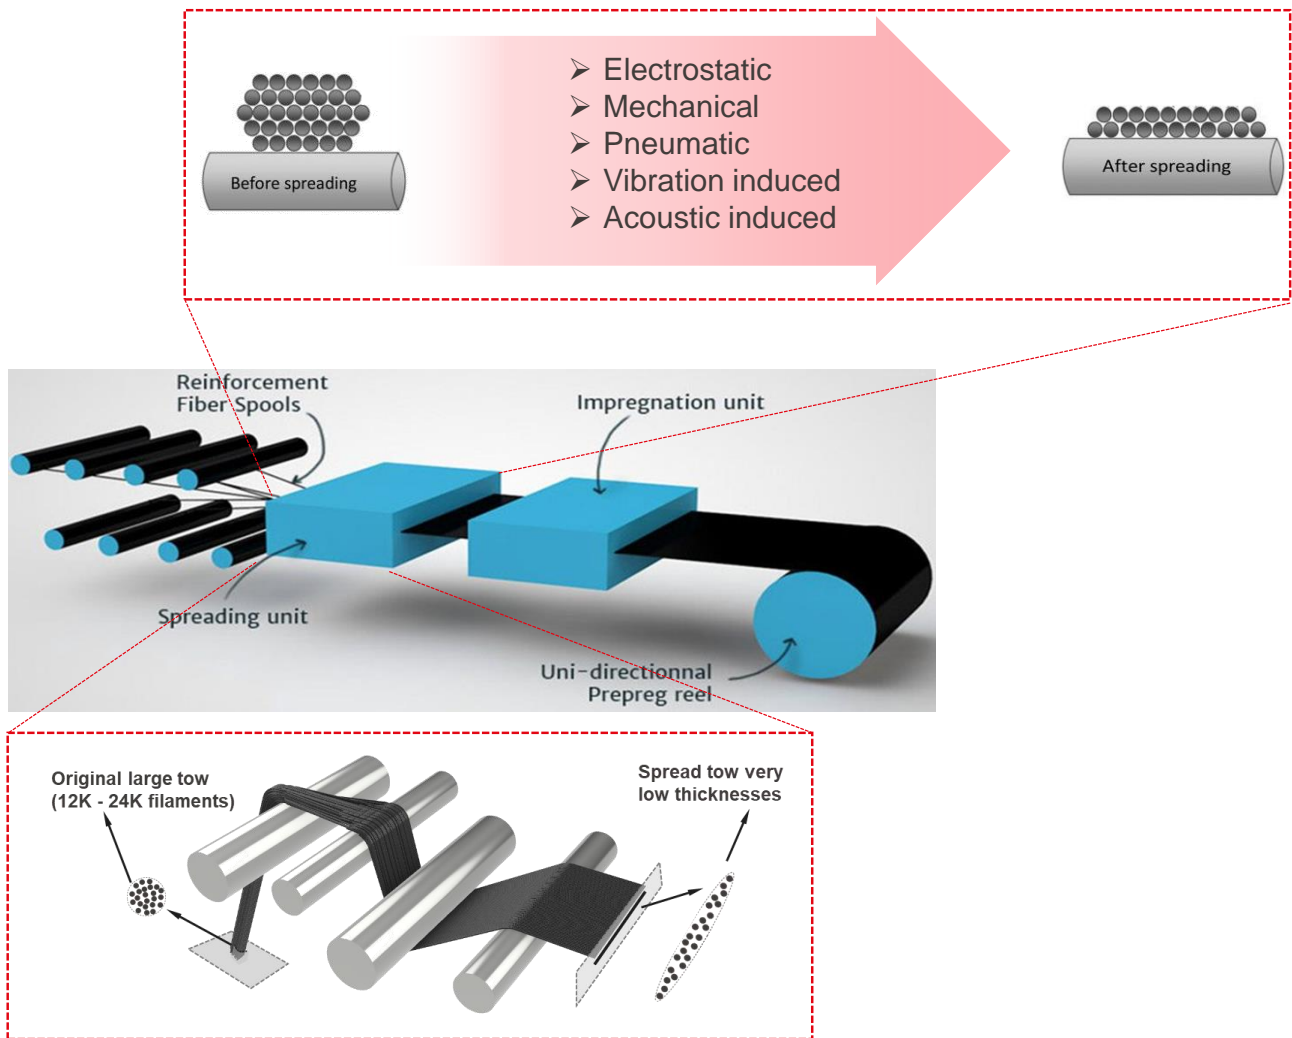 ➢ Electrostatic
➢ Mechanical
➢ Pneumatic
➢ Vibration induced
➢ Acoustic induced
Before spreading
After spreading
Reinforcement
Fiber Spools
Impregnation unit
Spreading unit
Uni-directionnal
Prepreg reel
Original large tow
(12K - 24K filaments)
Spread tow very
low thicknesses